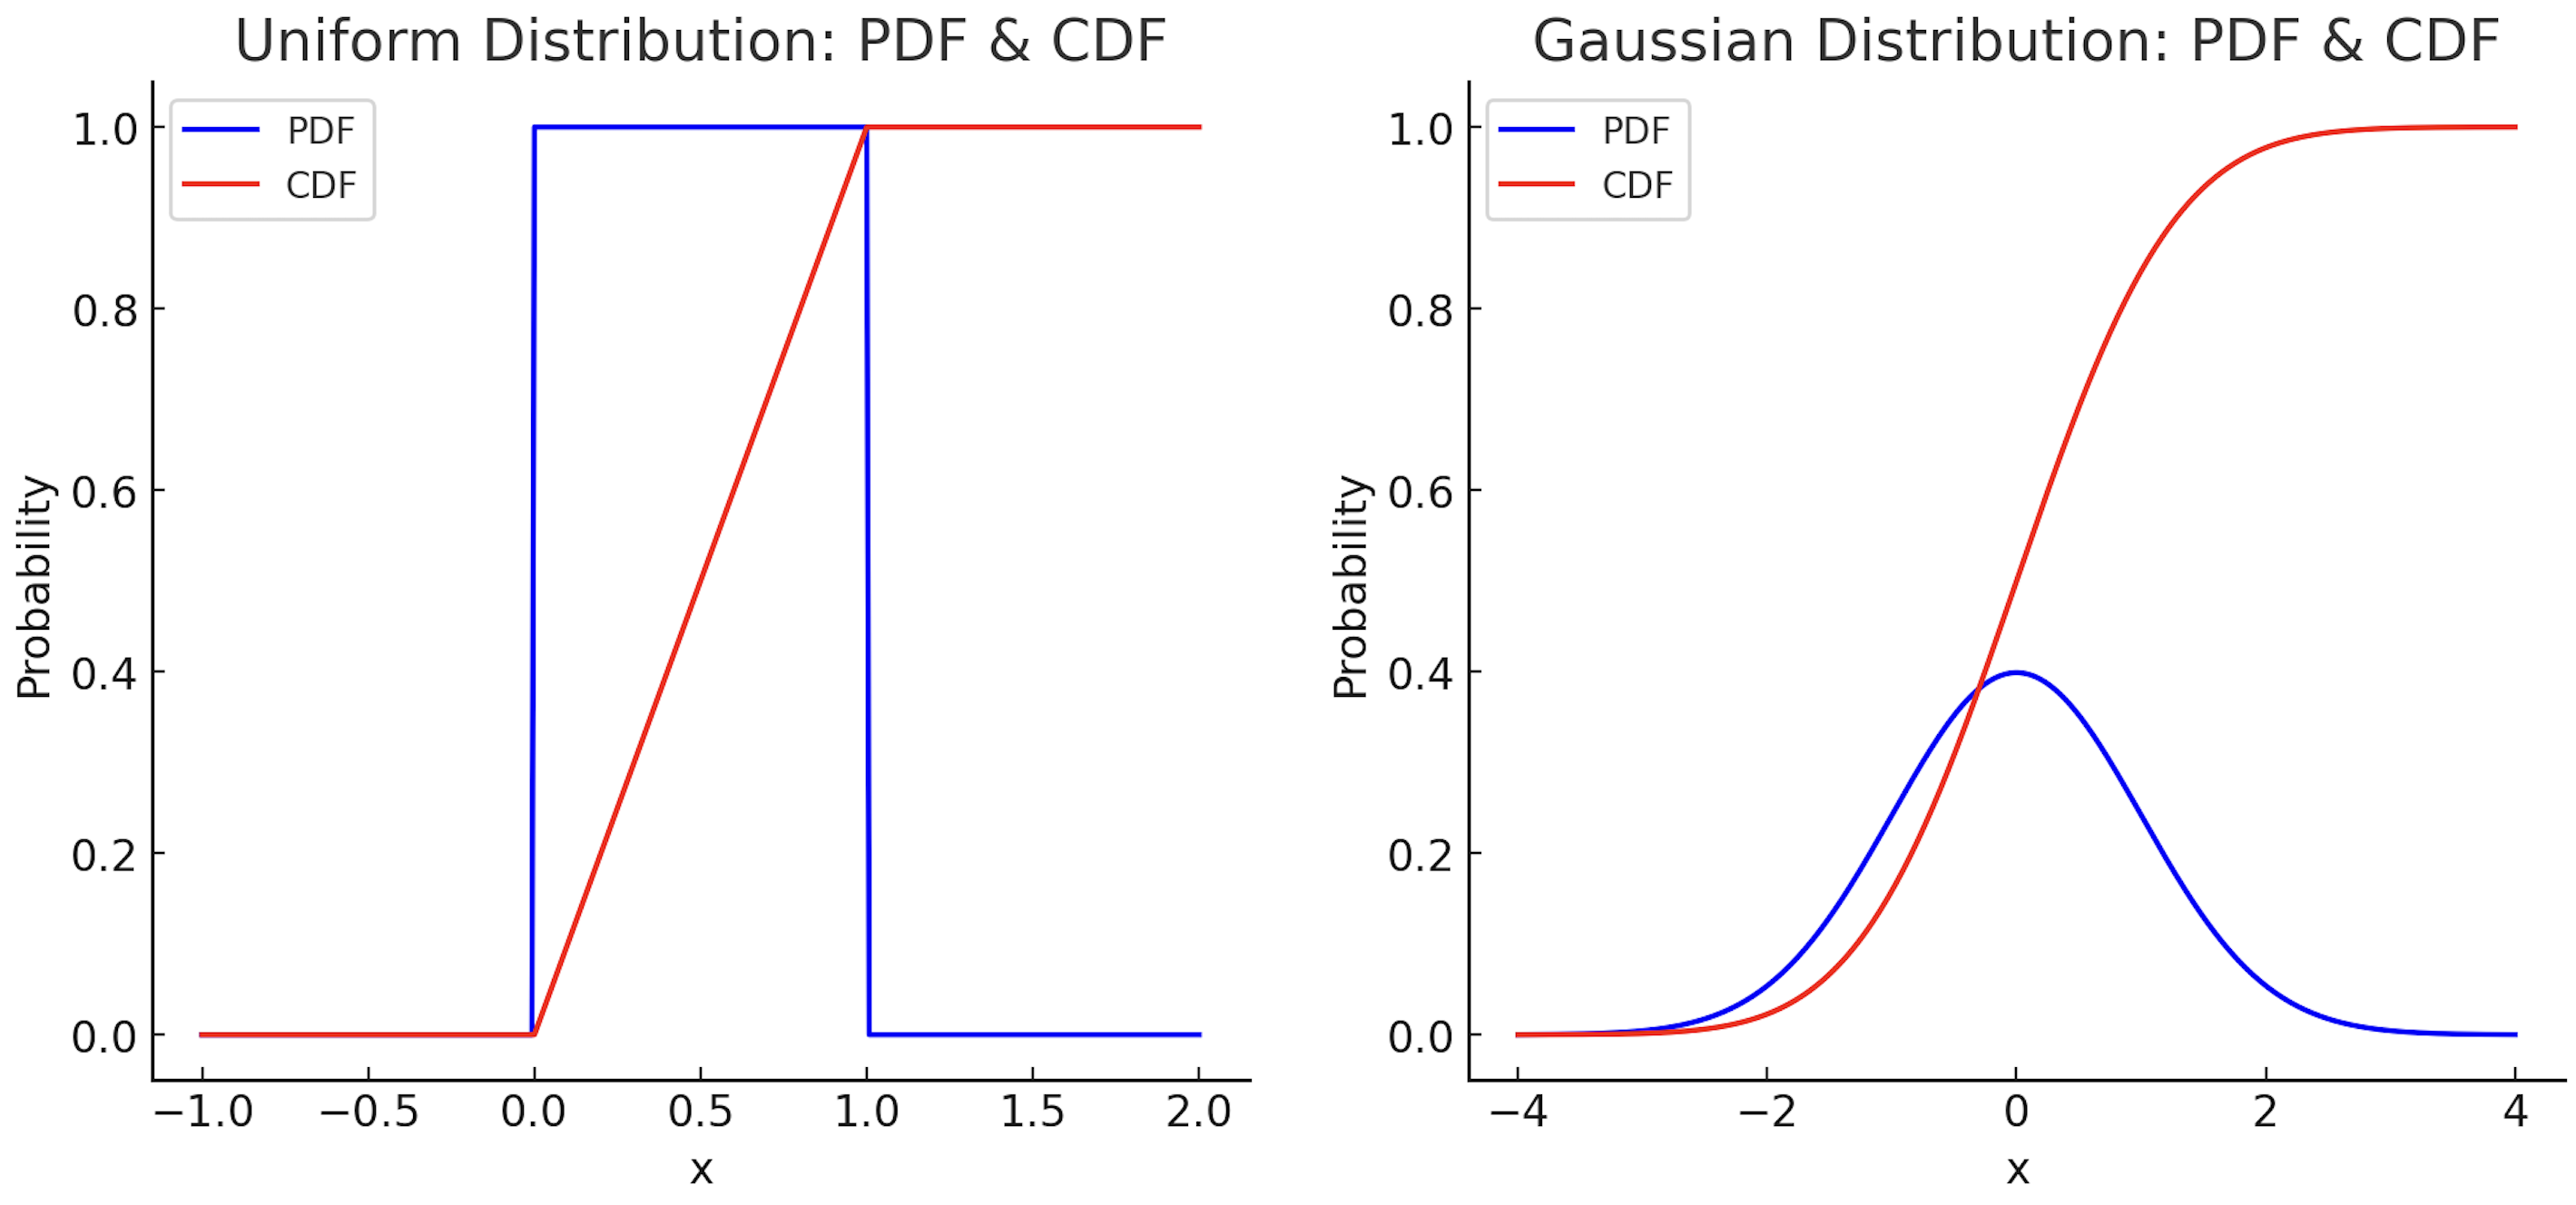 Uniform Distribution: PDF & CDF
PDF
CDF
1.0
0.8
0.6
0.4
0.2
0.0
Probability
−1.0 −0.5 0.0 0.5 1.0 1.5 2.0
x
Gaussian Distribution: PDF & CDF
PDF
CDF
1.0
0.8
0.6
0.4
0.2
0.0
Probability
−4 −2 0 2 4
x